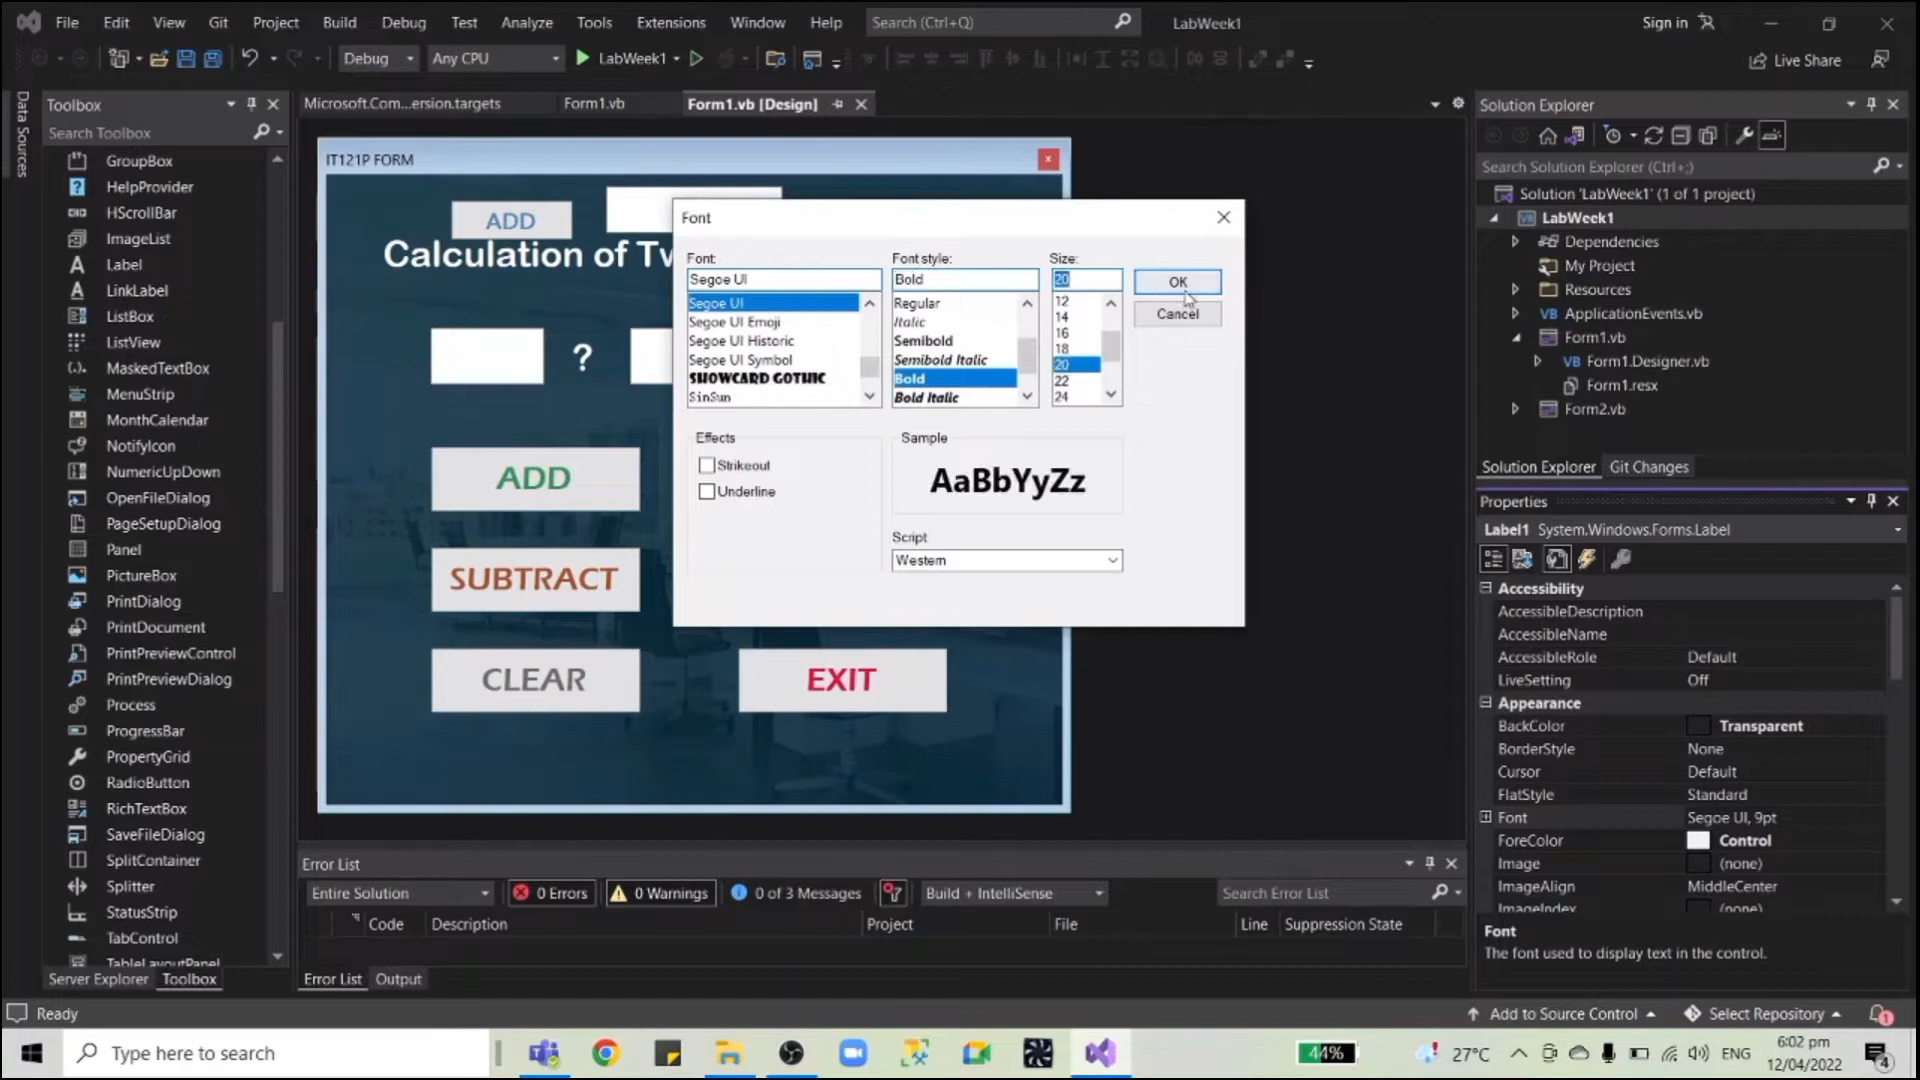 File Edit View Git Project Build Debug Test Analyze Tools Extensions Window Help Search (Ctrl+Q) LabWeek1 Sign in
Debug Any CPU LabWeek1 Live Share
Data Sources
Toolbox
Search Toolbox
GroupBox
HelpProvider
HScrollBar
ImageList
Label
LinkLabel
ListBox
ListView
MaskedTextBox
MenuStrip
MonthCalendar
NotifyIcon
NumericUpDown
OpenFileDialog
PageSetupDialog
Panel
PictureBox
PrintDialog
PrintDocument
PrintPreviewControl
PrintPreviewDialog
Process
ProgressBar
PropertyGrid
RadioButton
RichTextBox
SaveFileDialog
SplitContainer
Splitter
StatusStrip
TabControl
TableLayoutPanel
Server Explorer Toolbox
Microsoft.Com...ersion.targets Form1.vb Form1.vb [Design]
IT121P FORM
ADD
Calculation of Tw
?
ADD
SUBTRACT
CLEAR EXIT
Font
Font: Font style: Size:
Segoe UI Bold 20 OK
Segoe UI Regular 12
Segoe UI Emoji Italic 14 Cancel
Segoe UI Historic Semibold 16
Segoe UI Symbol Semibold Italic 18
SHOWCARD GOTHIC Bold 20
SimSun Bold Italic 22
24
Effects Sample
Strikeout
Underline
AaBbYyZz
Script
Western
Error List
Entire Solution 0 Errors 0 Warnings 0 of 3 Messages Build + IntelliSense Search Error List
Code Description Project File Line Suppression State
Error List Output
Solution Explorer
Search Solution Explorer (Ctrl+;)
Solution 'LabWeek1' (1 of 1 project)
VB LabWeek1
Dependencies
My Project
Resources
VB ApplicationEvents.vb
Form1.vb
VB Form1.Designer.vb
Form1.resx
Form2.vb
Solution Explorer Git Changes
Properties
Label1 System.Windows.Forms.Label
Accessibility
AccessibleDescription
AccessibleName
AccessibleRole Default
LiveSetting Off
Appearance
BackColor Transparent
BorderStyle None
Cursor Default
FlatStyle Standard
Font Segoe UI, 9pt
ForeColor Control
Image (none)
ImageAlign MiddleCenter
ImageIndex (none)
Font
The font used to display text in the control.
Ready Add to Source Control Select Repository 1
Type here to search 44% 27°C ENG 6:02 pm
12/04/2022 4